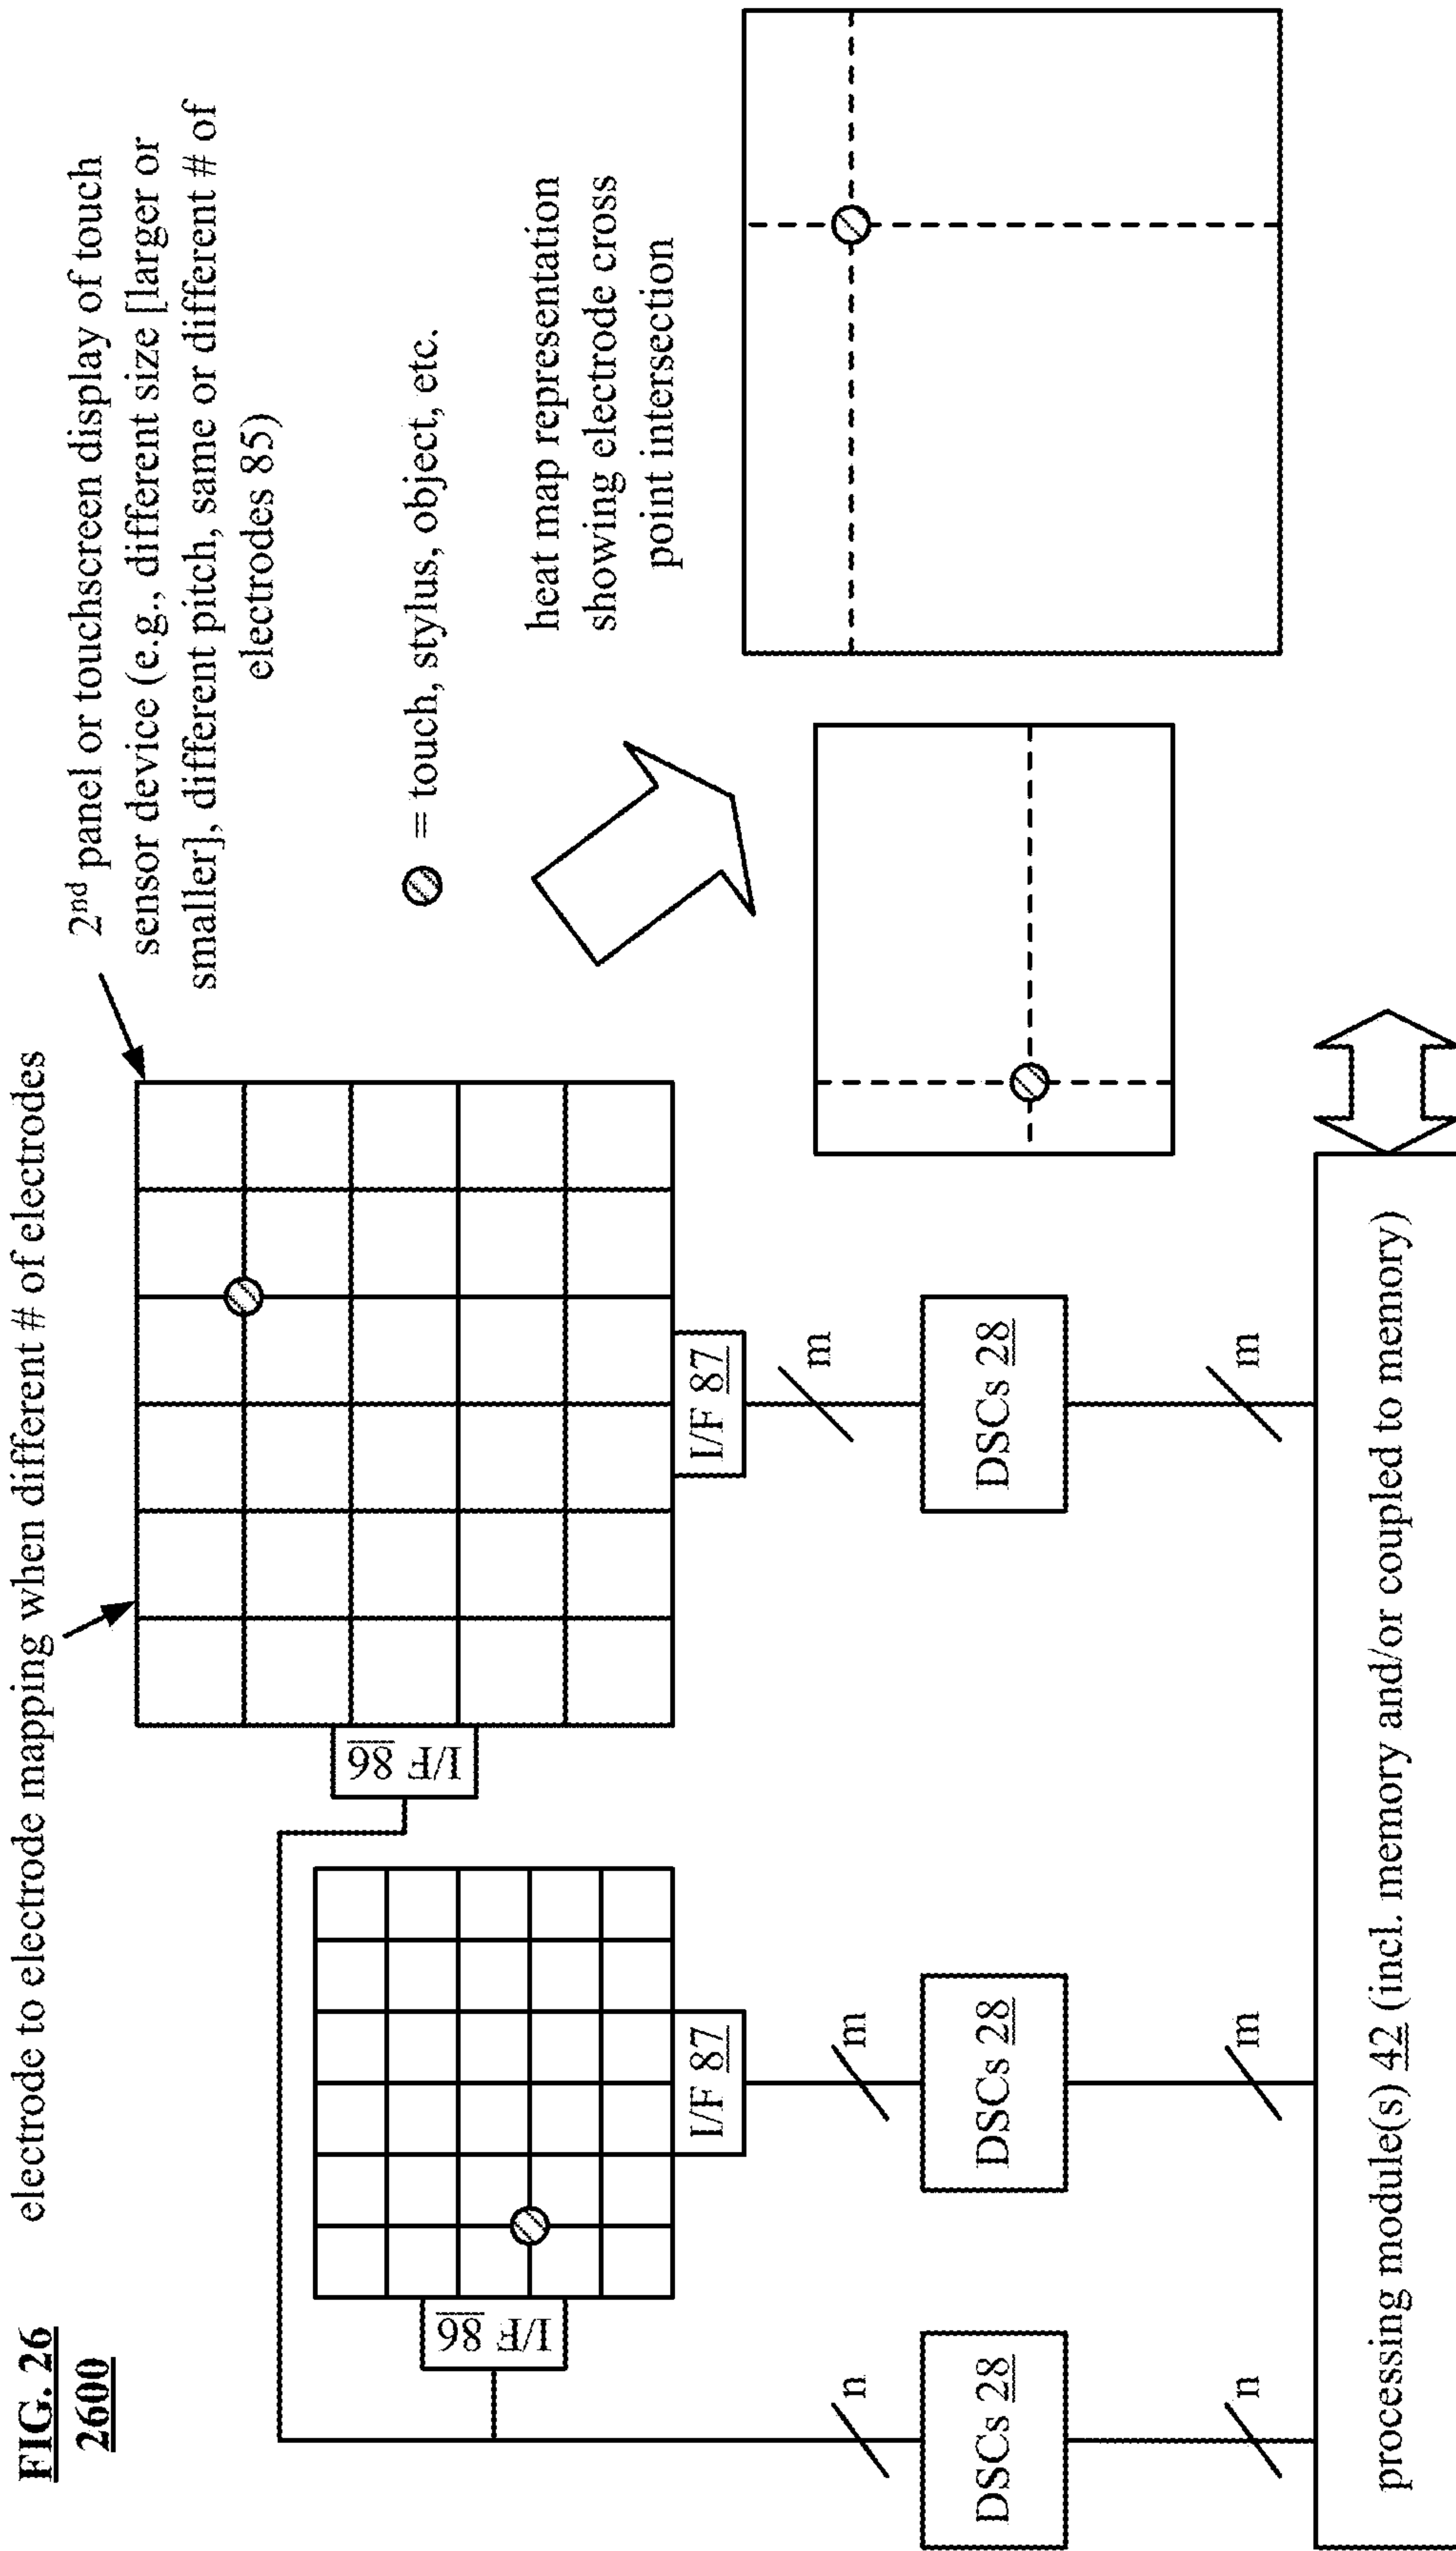 FIG. 26
2600
electrode to electrode mapping when different # of electrodes
2nd panel or touchscreen display of touch
sensor device (e.g., different size [larger or
smaller], different pitch, same or different # of
electrodes 85)
= touch, stylus, object, etc.
heat map representation
showing electrode cross
point intersection
I/F 86
I/F 86
I/F 87
I/F 87
n
m
m
DSCs 28
DSCs 28
DSCs 28
n
m
m
processing module(s) 42 (incl. memory and/or coupled to memory)